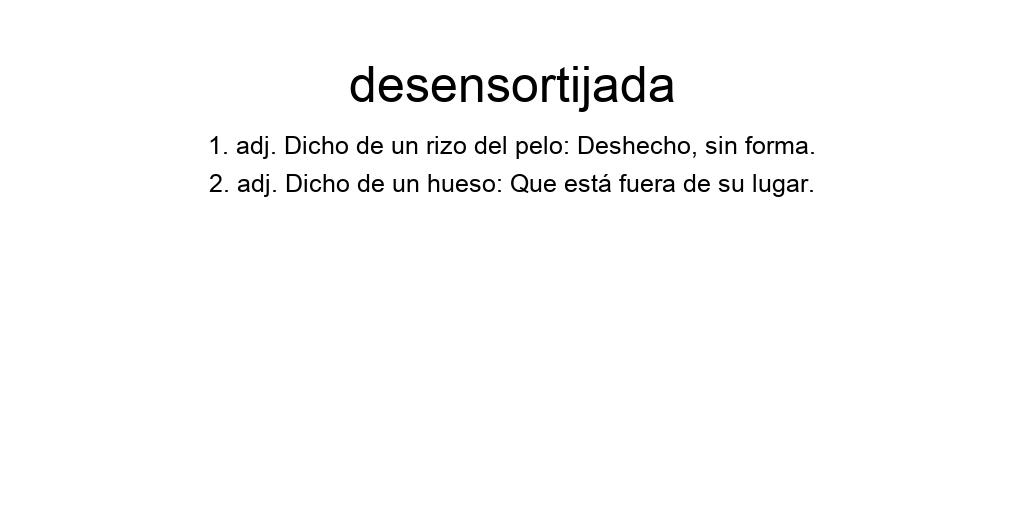 desensortijada
1. adj. Dicho de un rizo del pelo: Deshecho, sin forma.
2. adj. Dicho de un hueso: Que está fuera de su lugar.